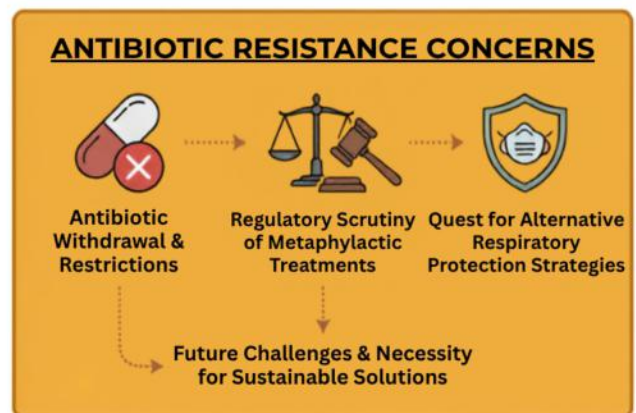 ANTIBIOTIC RESISTANCE CONCERNS
Antibiotic
Withdrawal &
Restrictions
Regulatory Scrutiny
of Metaphylactic
Treatments
Quest for Alternative
Respiratory
Protection Strategies
Future Challenges & Necessity
for Sustainable Solutions